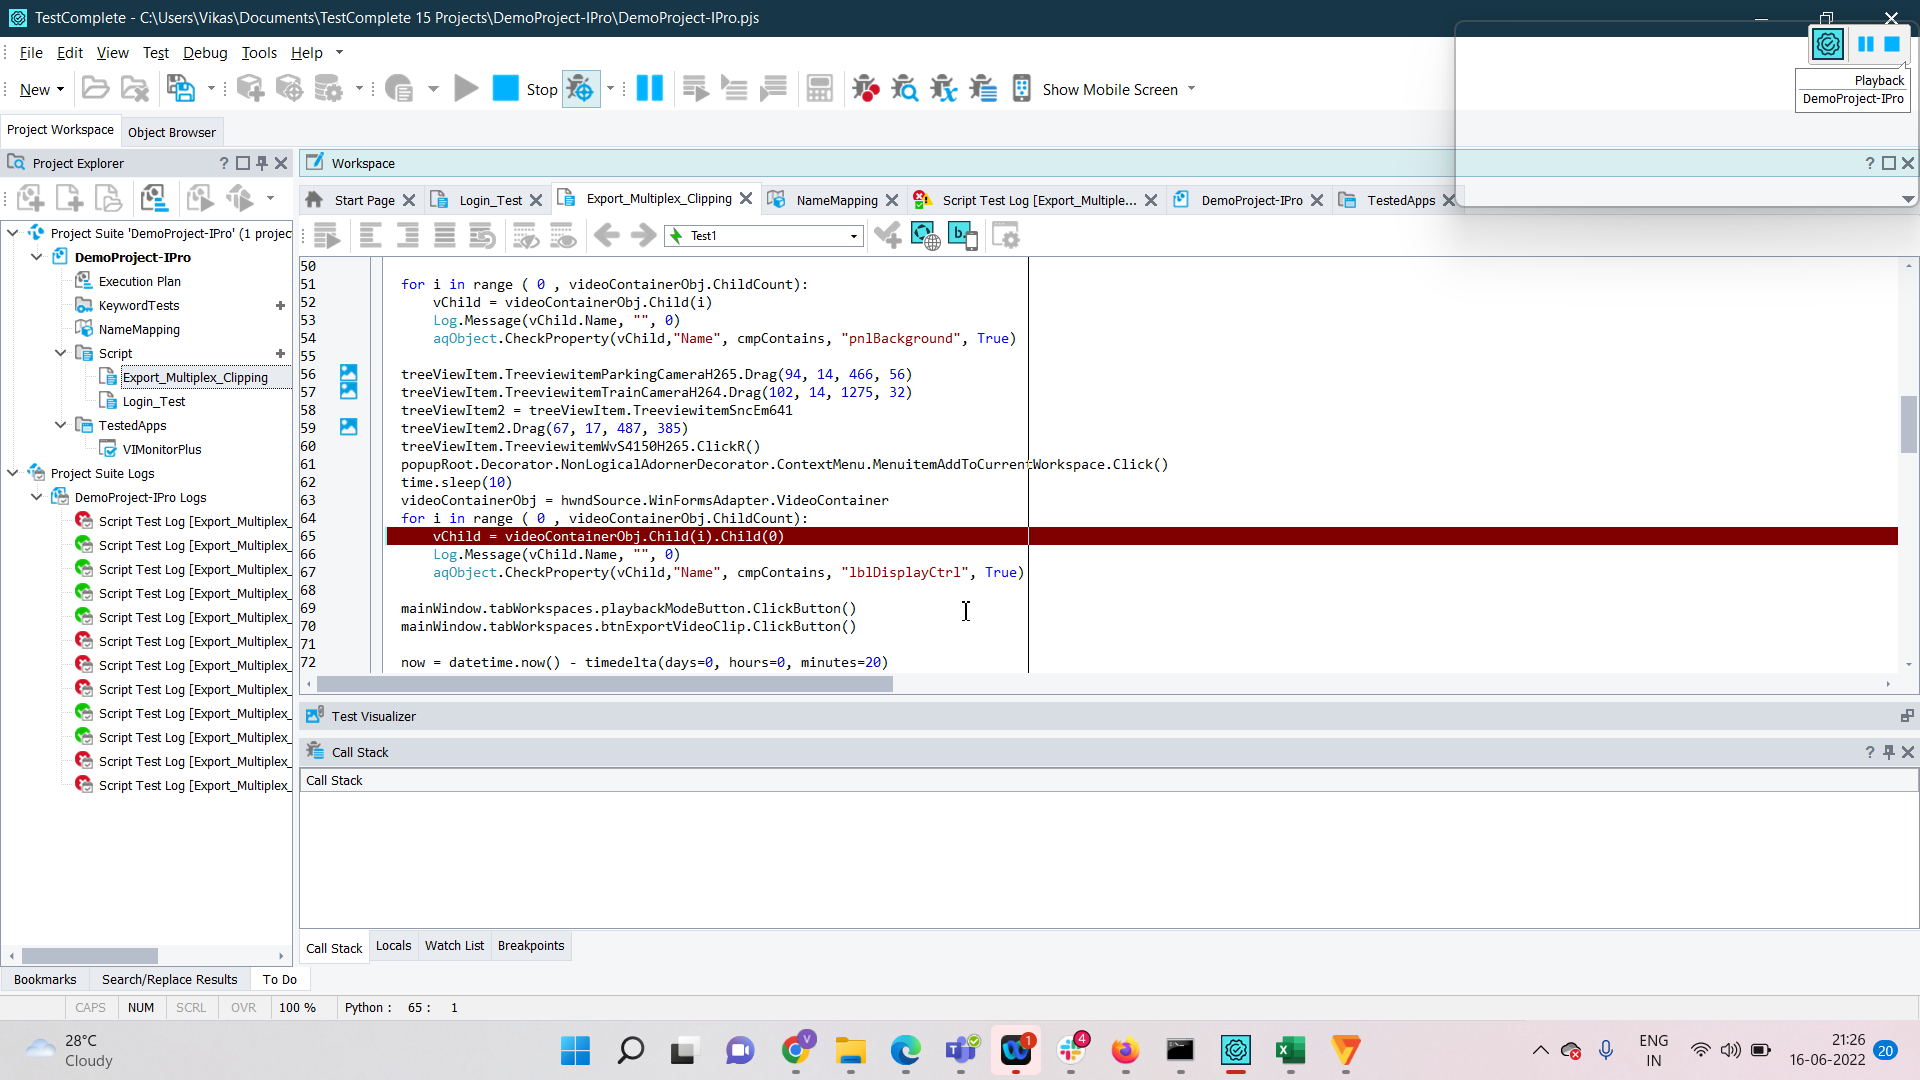 TestComplete - C:\Users\Vikas\Documents\TestComplete 15 Projects\DemoProject-IPro\DemoProject-IPro.pjs
File Edit View Test Debug Tools Help
New Stop Show Mobile Screen
Playback
DemoProject-IPro
Project Workspace Object Browser
Project Explorer ?
Workspace ?
Start Page Login_Test Export_Multiplex_Clipping NameMapping Script Test Log [Export_Multiple... DemoProject-IPro TestedApps
Test1
b.
Project Suite 'DemoProject-IPro' (1 projec
DemoProject-IPro
Execution Plan
KeywordTests
NameMapping
Script
Export_Multiplex_Clipping
Login_Test
TestedApps
VIMonitorPlus
Project Suite Logs
DemoProject-IPro Logs
Script Test Log [Export_Multiplex_
Script Test Log [Export_Multiplex_
Script Test Log [Export_Multiplex_
Script Test Log [Export_Multiplex_
Script Test Log [Export_Multiplex_
Script Test Log [Export_Multiplex_
Script Test Log [Export_Multiplex_
Script Test Log [Export_Multiplex_
Script Test Log [Export_Multiplex_
Script Test Log [Export_Multiplex_
Script Test Log [Export_Multiplex_
Script Test Log [Export_Multiplex_
50
51 for i in range ( 0 , videoContainerObj.ChildCount):
52 vChild = videoContainerObj.Child(i)
53 Log.Message(vChild.Name, "", 0)
54 aqObject.CheckProperty(vChild,"Name", cmpContains, "pnlBackground", True)
55
56 treeViewItem.TreeviewitemParkingCameraH265.Drag(94, 14, 466, 56)
57 treeViewItem.TreeviewitemTrainCameraH264.Drag(102, 14, 1275, 32)
58 treeViewItem2 = treeViewItem.TreeviewitemSncEm641
59 treeViewItem2.Drag(67, 17, 487, 385)
60 treeViewItem.TreeviewitemWvS4150H265.ClickR()
61 popupRoot.Decorator.NonLogicalAdornerDecorator.ContextMenu.MenuitemAddToCurrentWorkspace.Click()
62 time.sleep(10)
63 videoContainerObj = hwndSource.WinFormsAdapter.VideoContainer
64 for i in range ( 0 , videoContainerObj.ChildCount):
65 vChild = videoContainerObj.Child(i).Child(0)
66 Log.Message(vChild.Name, "", 0)
67 aqObject.CheckProperty(vChild,"Name", cmpContains, "lblDisplayCtrl", True)
68
69 mainWindow.tabWorkspaces.playbackModeButton.ClickButton()
70 mainWindow.tabWorkspaces.btnExportVideoClip.ClickButton()
71
72 now = datetime.now() - timedelta(days=0, hours=0, minutes=20)
Test Visualizer
Call Stack ?
Call Stack
Call Stack Locals Watch List Breakpoints
Bookmarks Search/Replace Results To Do
CAPS NUM SCRL OVR 100 % Python : 65 : 1
28°C
Cloudy
V
1
4
ENG
IN
21:26
16-06-2022
20